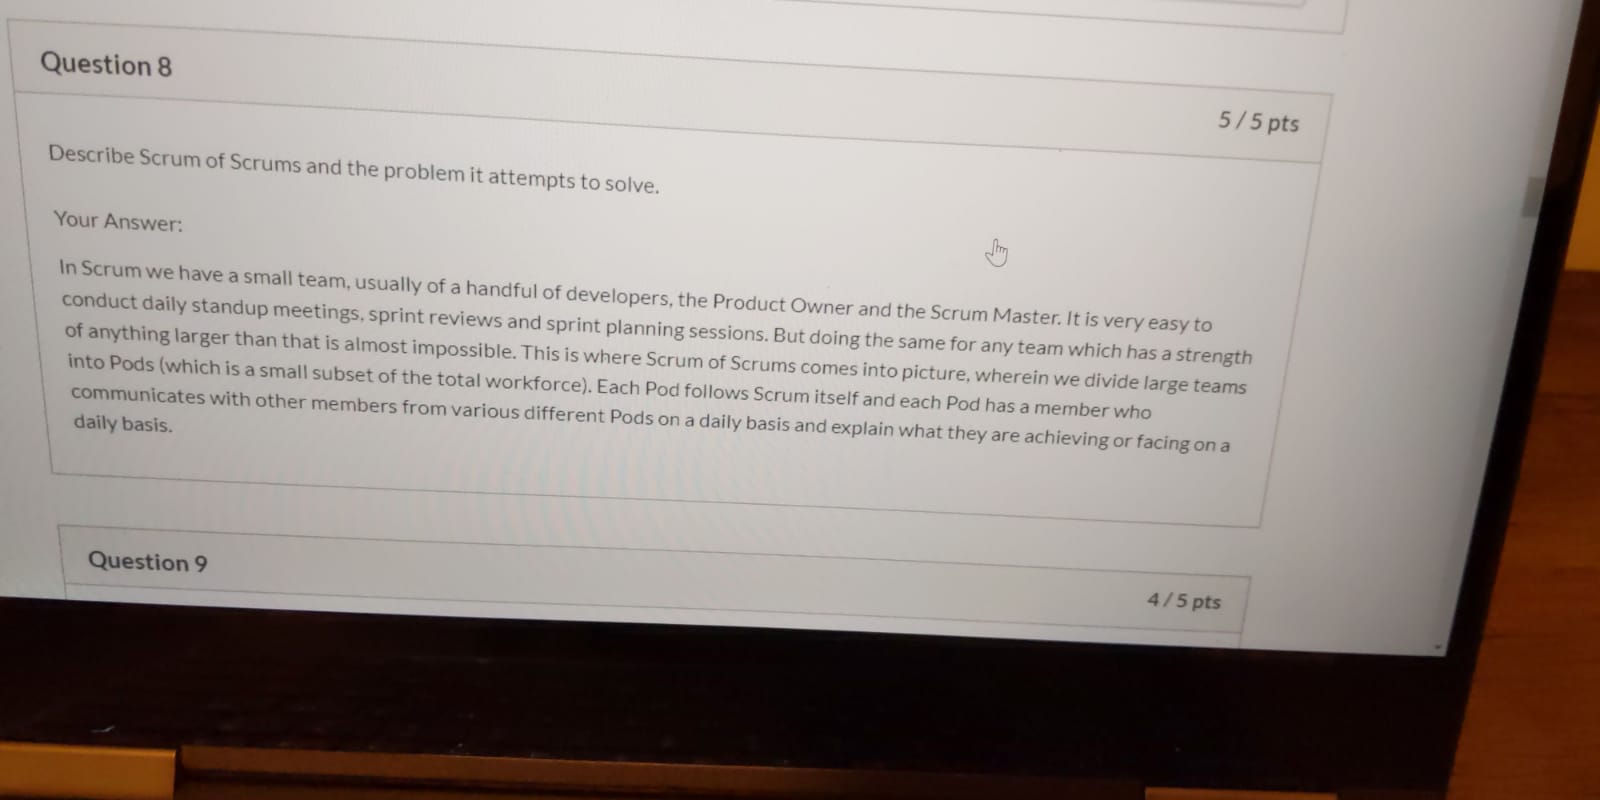 Question 8
5 / 5 pts
Describe Scrum of Scrums and the problem it attempts to solve.
Your Answer:
In Scrum we have a small team, usually of a handful of developers, the Product Owner and the Scrum Master. It is very easy to
conduct daily standup meetings, sprint reviews and sprint planning sessions. But doing the same for any team which has a strength
of anything larger than that is almost impossible. This is where Scrum of Scrums comes into picture, wherein we divide large teams
into Pods (which is a small subset of the total workforce). Each Pod follows Scrum itself and each Pod has a member who
communicates with other members from various different Pods on a daily basis and explain what they are achieving or facing on a
daily basis.
Question 9
4 / 5 pts